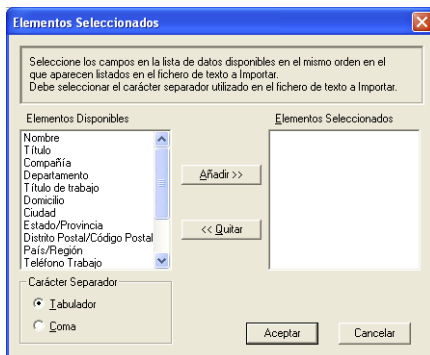 Elementos Seleccionados
Seleccione los campos en la lista de datos disponibles en el mismo orden en el
que aparecen listados en el fichero de texto a Importar.
Debe seleccionar el carácter separador utilizado en el fichero de texto a Importar.
Elementos Disponibles
Elementos Seleccionados
Nombre
Título
Compañía
Departamento
Título de trabajo
Domicilio
Ciudad
Estado/Provincia
Distrito Postal/Código Postal
País/Región
Teléfono Trabajo
Añadir >>
<< Quitar
Carácter Separador
Tabulador
Coma
Aceptar
Cancelar